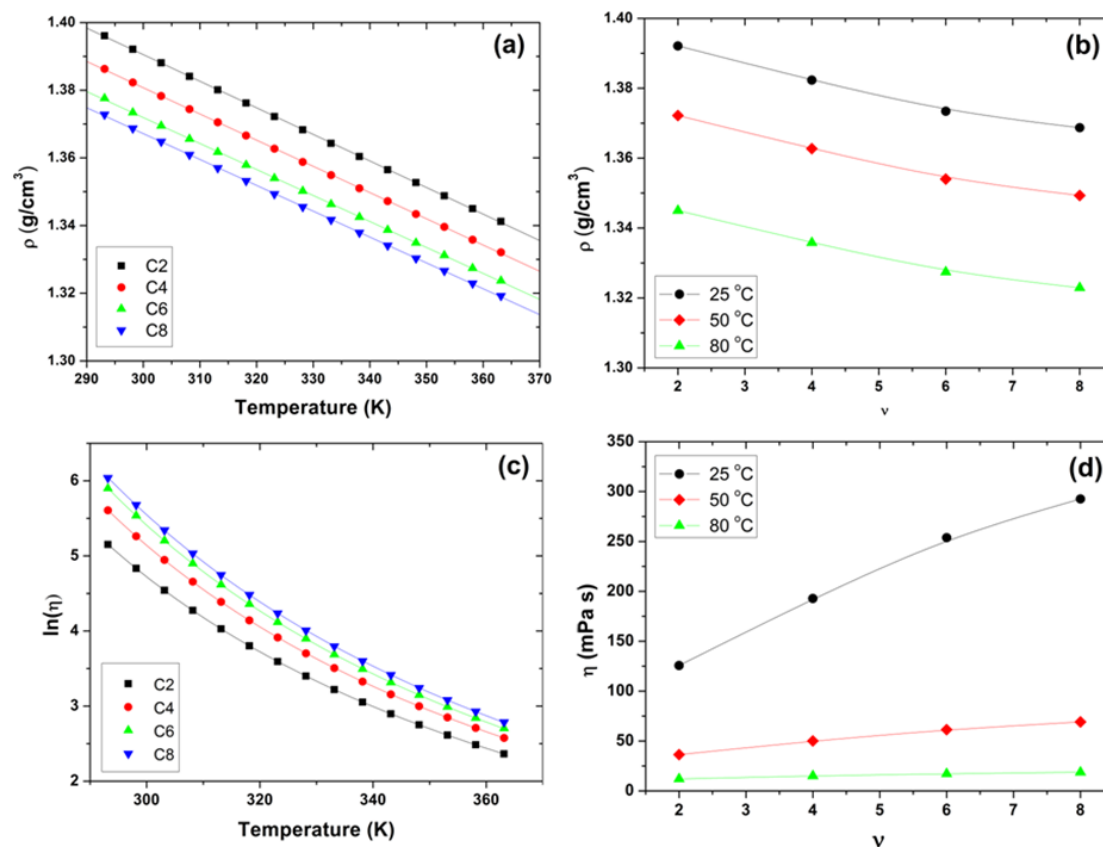 (a)
1.40
1.38
1.36
1.34
1.32
1.30
ρ (g/cm³)
C2
C4
C6
C8
290 300 310 320 330 340 350 360 370
Temperature (K)
(b)
1.40
1.38
1.36
1.34
1.32
1.30
ρ (g/cm³)
25 °C
50 °C
80 °C
2 3 4 5 6 7 8
ν
(c)
6
5
4
3
2
ln(η)
C2
C4
C6
C8
300 320 340 360
Temperature (K)
(d)
350
300
250
200
150
100
50
0
η (mPa s)
25 °C
50 °C
80 °C
2 3 4 5 6 7 8
ν